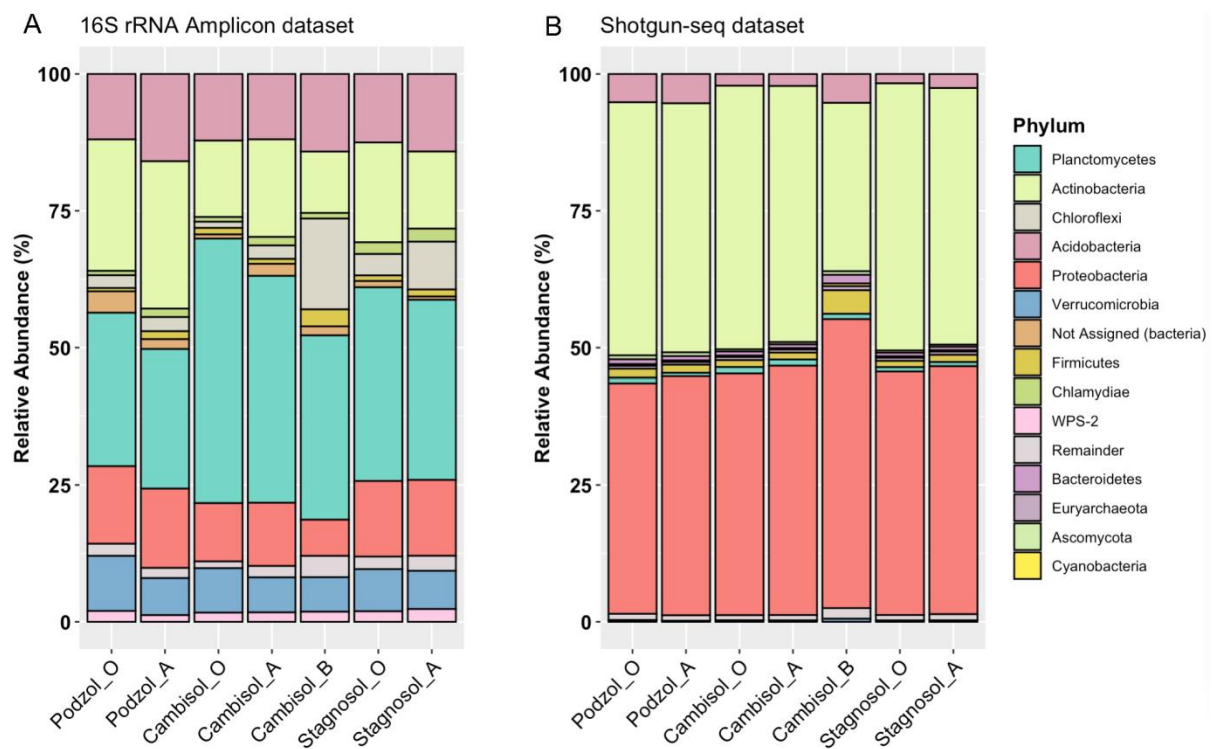 A
16S rRNA Amplicon dataset
Relative Abundance (%)
100
75
50
25
0
Podzol_O
Podzol_A
Cambisol_O
Cambisol_A
Cambisol_B
Stagnosol_O
Stagnosol_A
B
Shotgun-seq dataset
Relative Abundance (%)
100
75
50
25
0
Podzol_O
Podzol_A
Cambisol_O
Cambisol_A
Cambisol_B
Stagnosol_O
Stagnosol_A
Phylum
Planctomycetes
Actinobacteria
Chloroflexi
Acidobacteria
Proteobacteria
Verrucomicrobia
Not Assigned (bacteria)
Firmicutes
Chlamydiae
WPS-2
Remainder
Bacteroidetes
Euryarchaeota
Ascomycota
Cyanobacteria